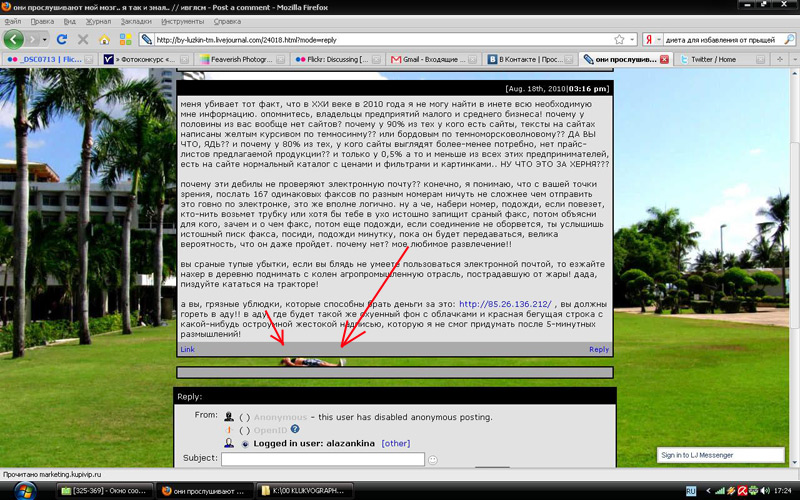 они прослушивают мой мозг.. я так и знал.. // ивглсм - Post a comment - Mozilla Firefox
Файл Правка Вид Журнал Закладки Инструменты Справка
http://by-luzkin-tm.livejournal.com/24018.html?mode=reply
диета для избавления от прыщей
_DSC0713 | Flic...
» Фотоконкурс «...
Feaverish Photogr...
Flickr: Discussing [...
Gmail - Входящие ...
В Контакте | Прос...
они прослушив...
Twitter / Home
[Aug. 18th, 2010|03:16 pm]
меня убивает тот факт, что в XXИ веке в 2010 года я не могу найти в инете всю необходимую
мне информацию. опомнитесь, владельцы предприятий малого и среднего бизнеса! почему у
половины из вас вообще нет сайтов? почему у 90% из тех у кого есть сайты, тексты на сайтах
написаны желтым курсивом по темносинму?? или бордовым по темноморсковолновому?? ДА ВЫ
ЧТО, ЯДЬ?? и почему у 80% из тех, у кого сайты выглядят более-менее потребно, нет прайс-
листов предлагаемой продукции?? и только у 0,5% а то и меньше из всех этих предпринимателей,
есть на сайте нормальный каталог с ценами и фильтрами и картинками.. НУ ЧТО ЭТО ЗА ХЕРНЯ???
почему эти дебилы не проверяют электронную почту?? конечно, я понимаю, что с вашей точки
зрения, послать 167 одинаковых факсов по разным номерам ничуть не сложнее чем отправить
это говно по электронке, это же вполне логично. ну а че, набери номер, подожди, если повезет,
кто-нить возьмет трубку или хотя бы тебе в ухо истошно запищит сраный факс, потом объясни
для кого, зачем и о чем факс, потом еще подожди, если соединение не оборвется, ты услышишь
истошный писк факса, посиди, подожди минутку, пока он будет передаваться, велика
вероятность, что он даже пройдет. почему нет? мое любимое развлечение!!
вы сраные тупые убытки, если вы блядь не умеете пользоваться электронной почтой, то езжайте
нахер в деревню поднимать с колен агропромышленную отрасль, пострадавшую от жары! дада,
пиздуйте кататься на тракторе!
а вы, грязные ублюдки, которые способны брать деньги за это: http://85.26.136.212/ , вы должны
гореть в аду!! в аду, где будет такой же охуенный фон с облачками и красная бегущая строка с
какой-нибудь остроумной жестокой надписью, которую я не смог придумать после 5-минутных
размышлений!
Link Reply
Reply:
From: ( ) Anonymous - this user has disabled anonymous posting.
( ) OpenID ?
Logged in user: alazankina [other]
Subject:
Sign in to LJ Messenger
Прочитано marketing.kupivip.ru
[325-369] - Окно соо...
они прослушивают ...
K:\00 KLUKVOGRAPH...
RU
17:24